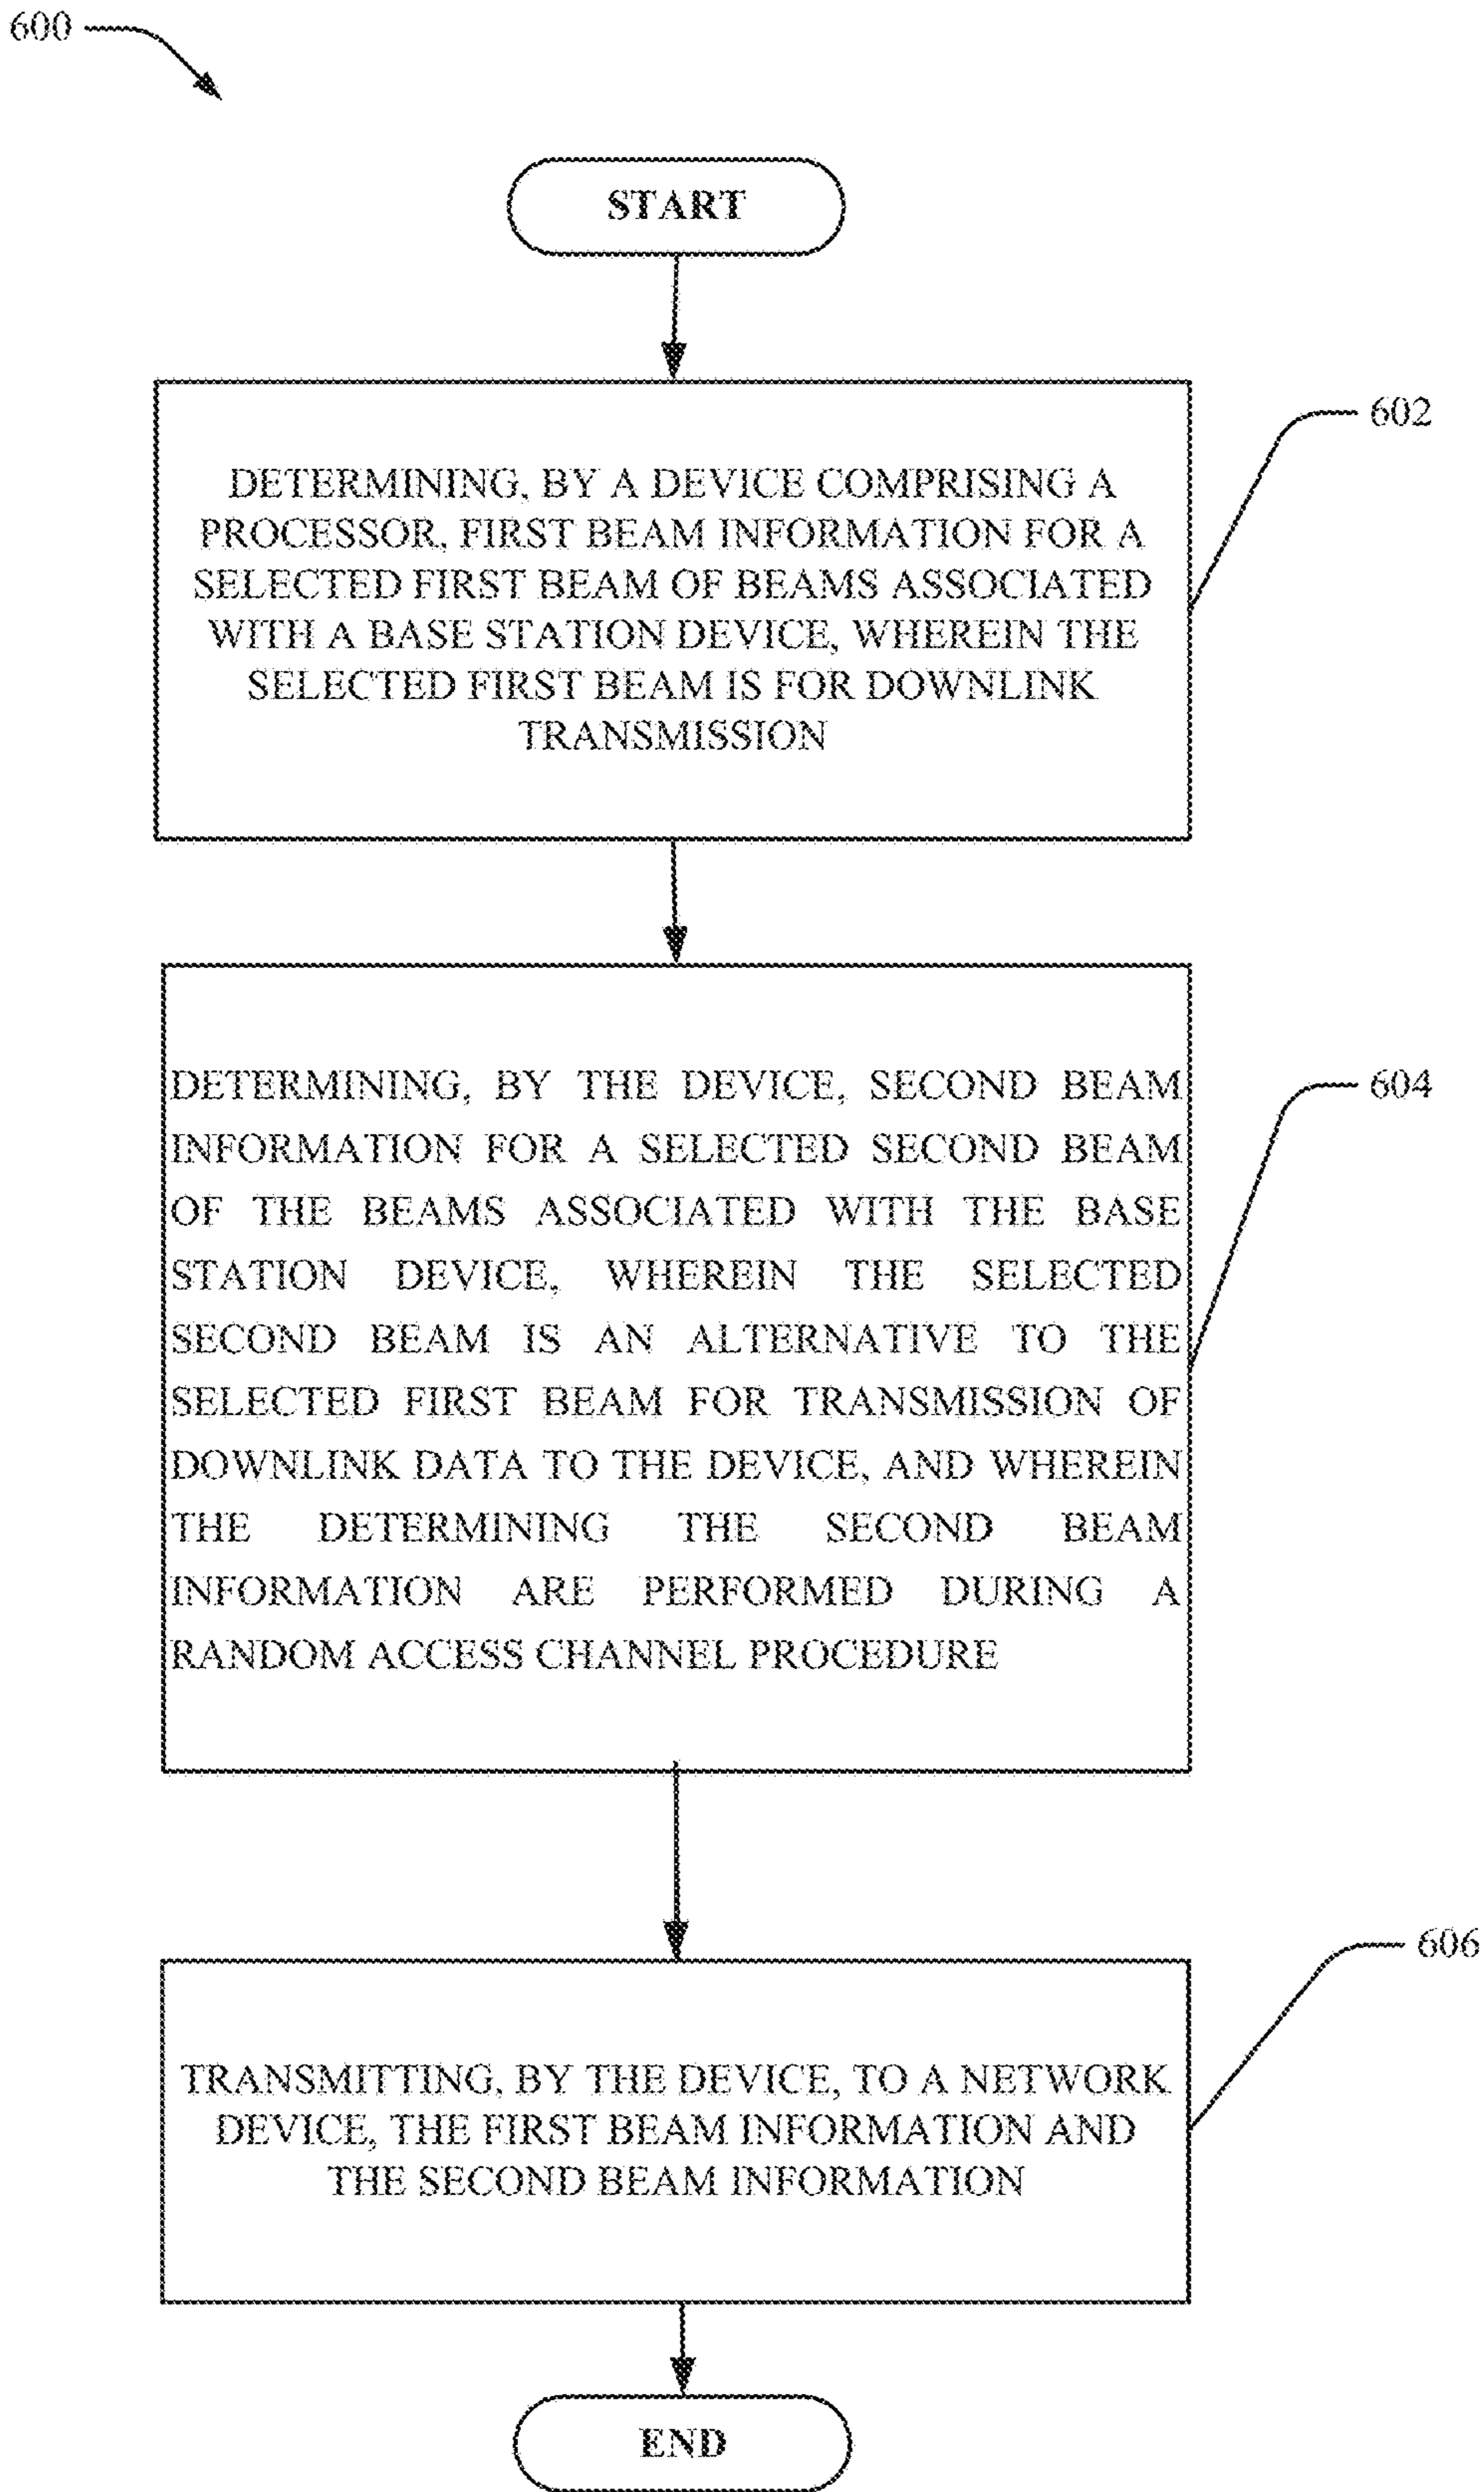 600
START
602
DETERMINING, BY A DEVICE COMPRISING A
PROCESSOR, FIRST BEAM INFORMATION FOR A
SELECTED FIRST BEAM OF BEAMS ASSOCIATED
WITH A BASE STATION DEVICE, WHEREIN THE
SELECTED FIRST BEAM IS FOR DOWNLINK
TRANSMISSION
604
DETERMINING, BY THE DEVICE, SECOND BEAM
INFORMATION FOR A SELECTED SECOND BEAM
OF THE BEAMS ASSOCIATED WITH THE BASE
STATION DEVICE, WHEREIN THE SELECTED
SECOND BEAM IS AN ALTERNATIVE TO THE
SELECTED FIRST BEAM FOR TRANSMISSION OF
DOWNLINK DATA TO THE DEVICE, AND WHEREIN
THE DETERMINING THE SECOND BEAM
INFORMATION ARE PERFORMED DURING A
RANDOM ACCESS CHANNEL PROCEDURE
606
TRANSMITTING, BY THE DEVICE, TO A NETWORK
DEVICE, THE FIRST BEAM INFORMATION AND
THE SECOND BEAM INFORMATION
END